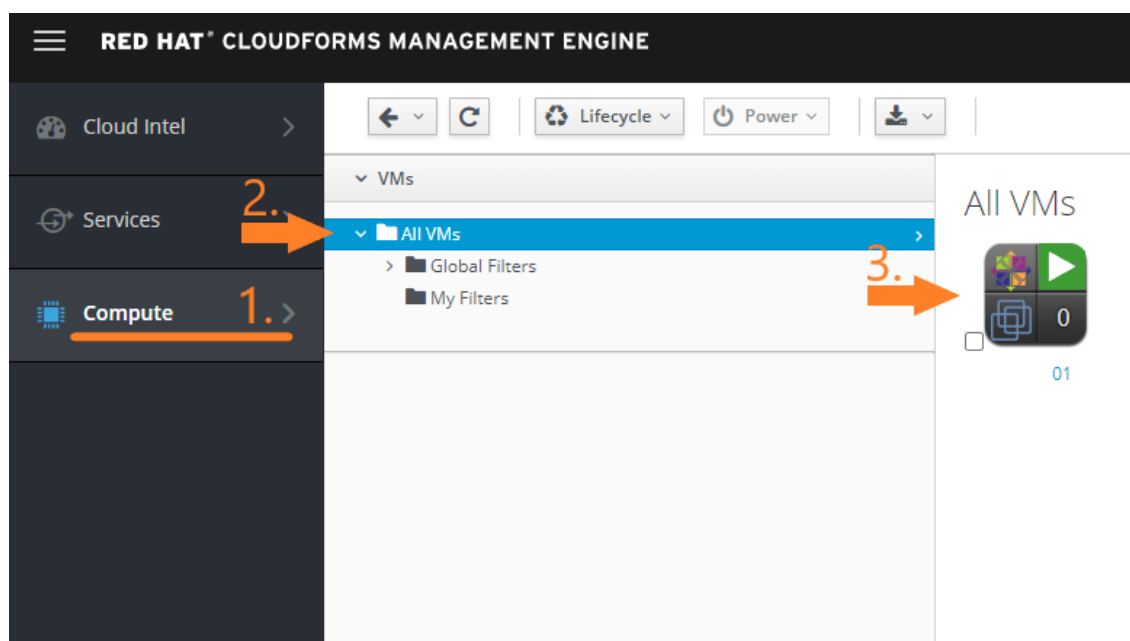 RED HAT® CLOUDFORMS MANAGEMENT ENGINE
Cloud Intel
Services
Compute
Lifecycle
Power
VMs
All VMs
Global Filters
My Filters
1.
2.
3.
All VMs
0
01